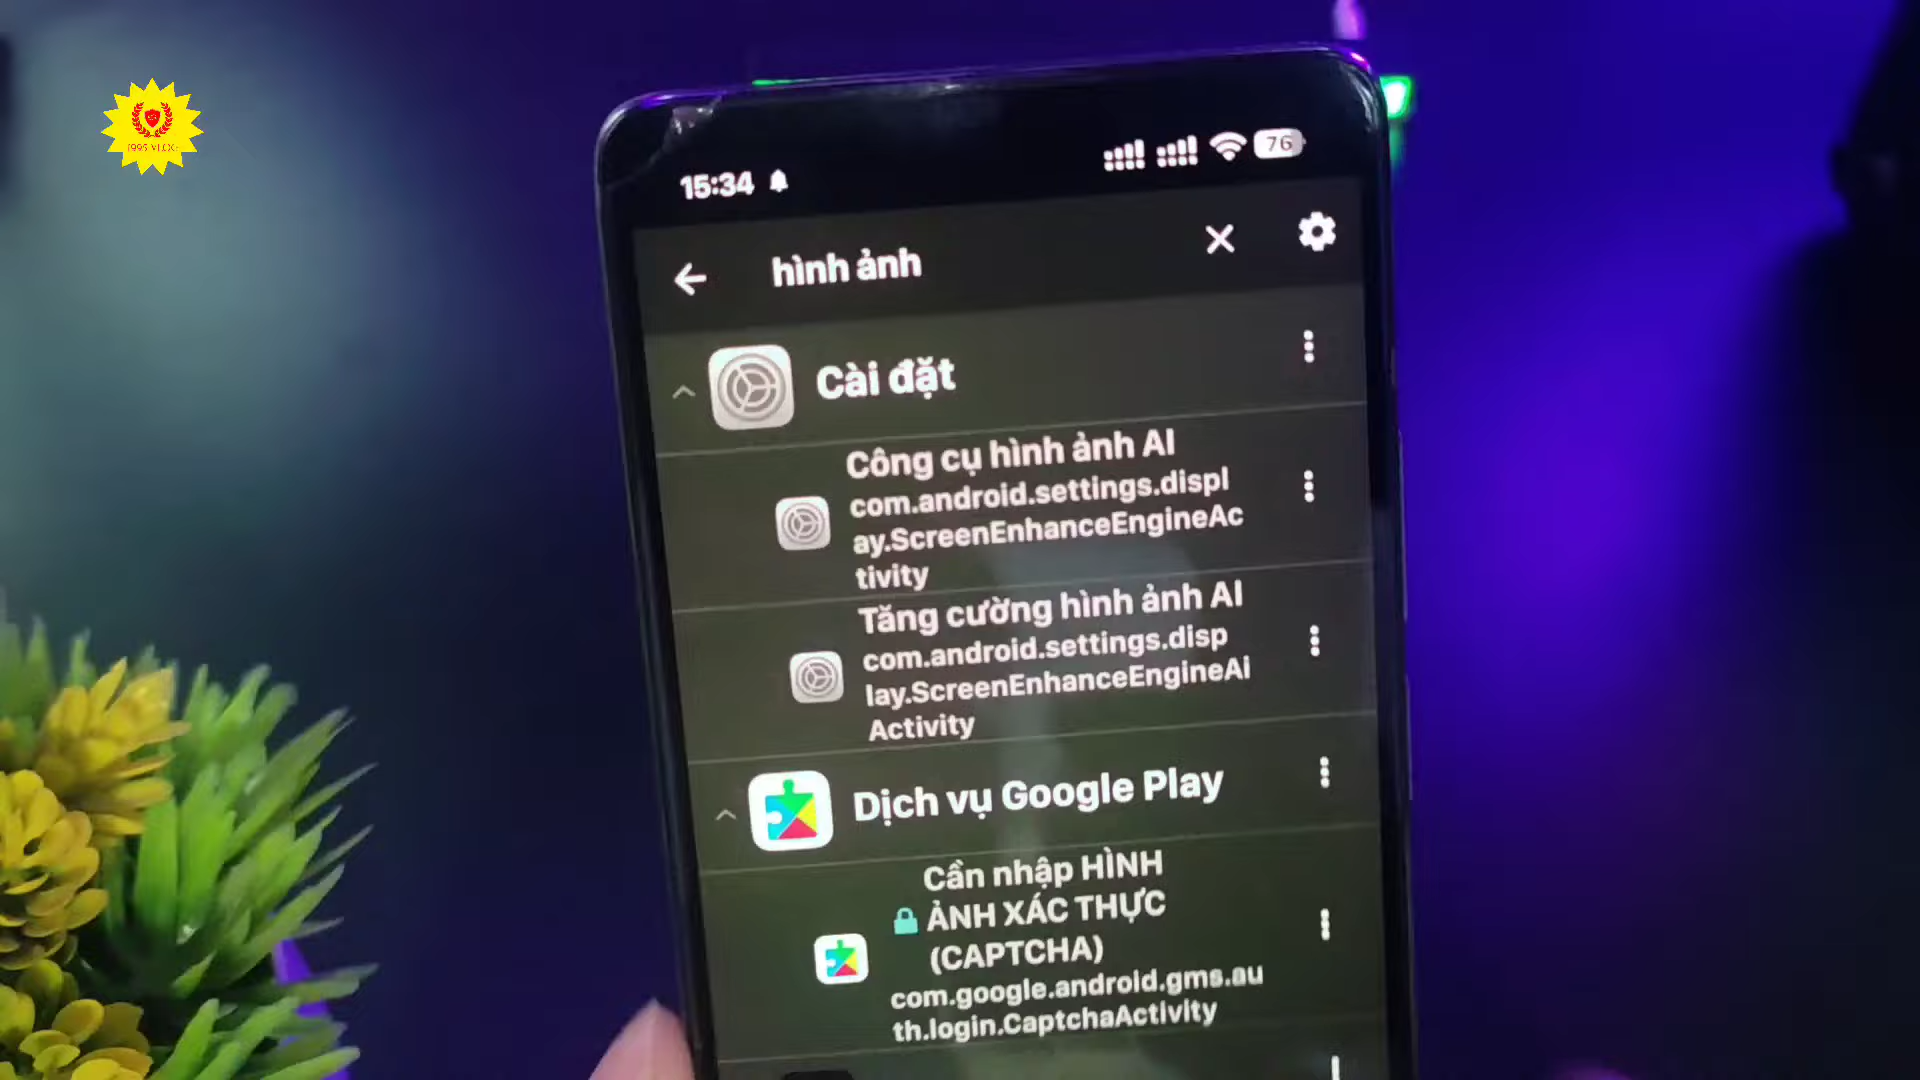 15:34
76
hình ảnh
Cài đặt
Công cụ hình ảnh AI
com.android.settings.displ
ay.ScreenEnhanceEngineAc
tivity
Tăng cường hình ảnh AI
com.android.settings.disp
lay.ScreenEnhanceEngineAi
Activity
Dịch vụ Google Play
Cần nhập HÌNH
ẢNH XÁC THỰC
(CAPTCHA)
com.google.android.gms.au
th.login.CaptchaActivity